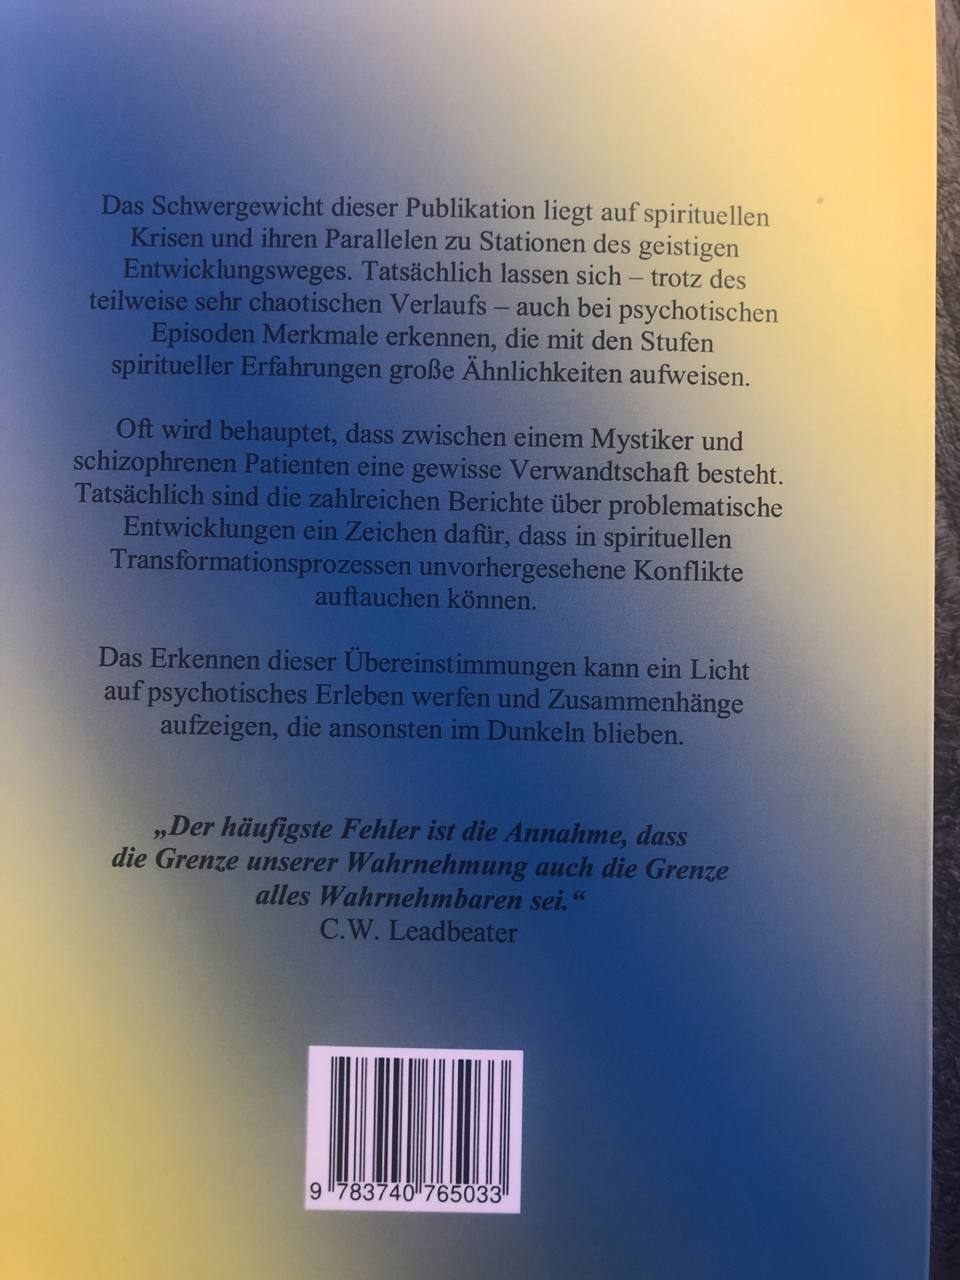 Das Schwergewicht dieser Publikation liegt auf spirituellen
Krisen und ihren Parallelen zu Stationen des geistigen
Entwicklungsweges. Tatsächlich lassen sich – trotz des
teilweise sehr chaotischen Verlaufs – auch bei psychotischen
Episoden Merkmale erkennen, die mit den Stufen
spiritueller Erfahrungen große Ähnlichkeiten aufweisen.
Oft wird behauptet, dass zwischen einem Mystiker und
schizophrenen Patienten eine gewisse Verwandtschaft besteht.
Tatsächlich sind die zahlreichen Berichte über problematische
Entwicklungen ein Zeichen dafür, dass in spirituellen
Transformationsprozessen unvorhergesehene Konflikte
auftauchen können.
Das Erkennen dieser Übereinstimmungen kann ein Licht
auf psychotisches Erleben werfen und Zusammenhänge
aufzeigen, die ansonsten im Dunkeln blieben.
„Der häufigste Fehler ist die Annahme, dass
die Grenze unserer Wahrnehmung auch die Grenze
alles Wahrnehmbaren sei.“
C.W. Leadbeater
9 783740 765033